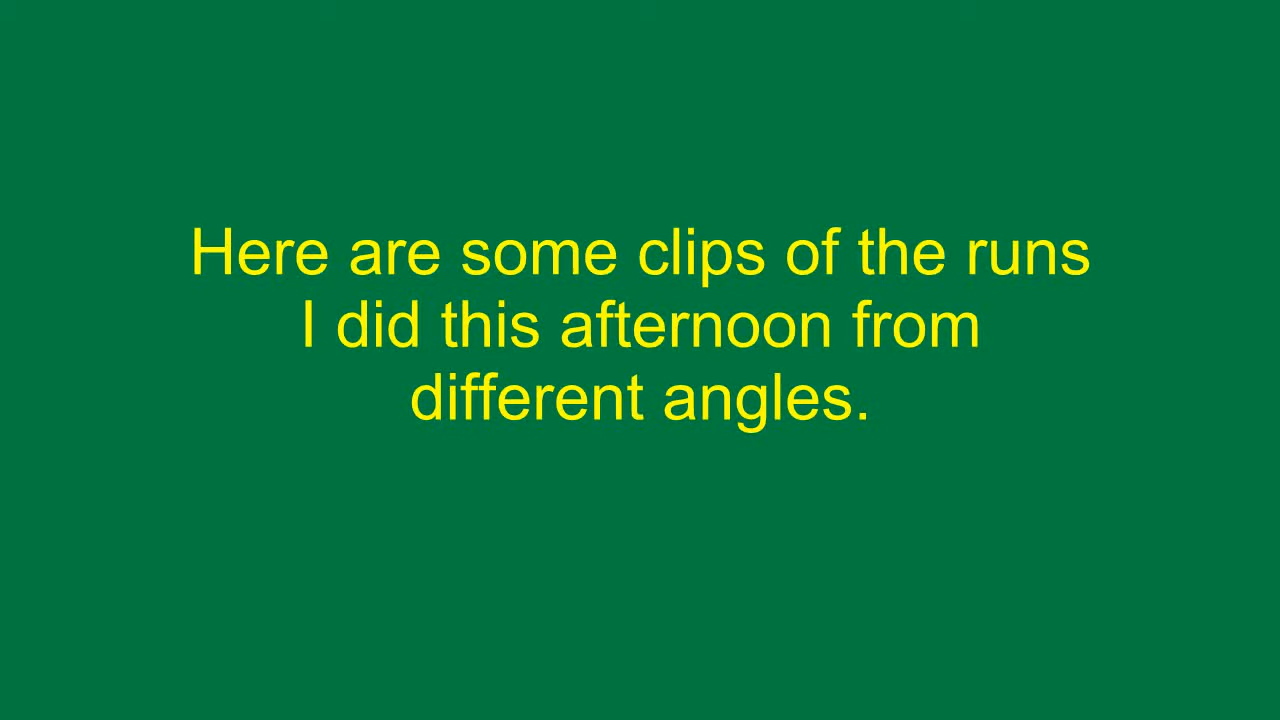 Here are some clips of the runs
I did this afternoon from
different angles.